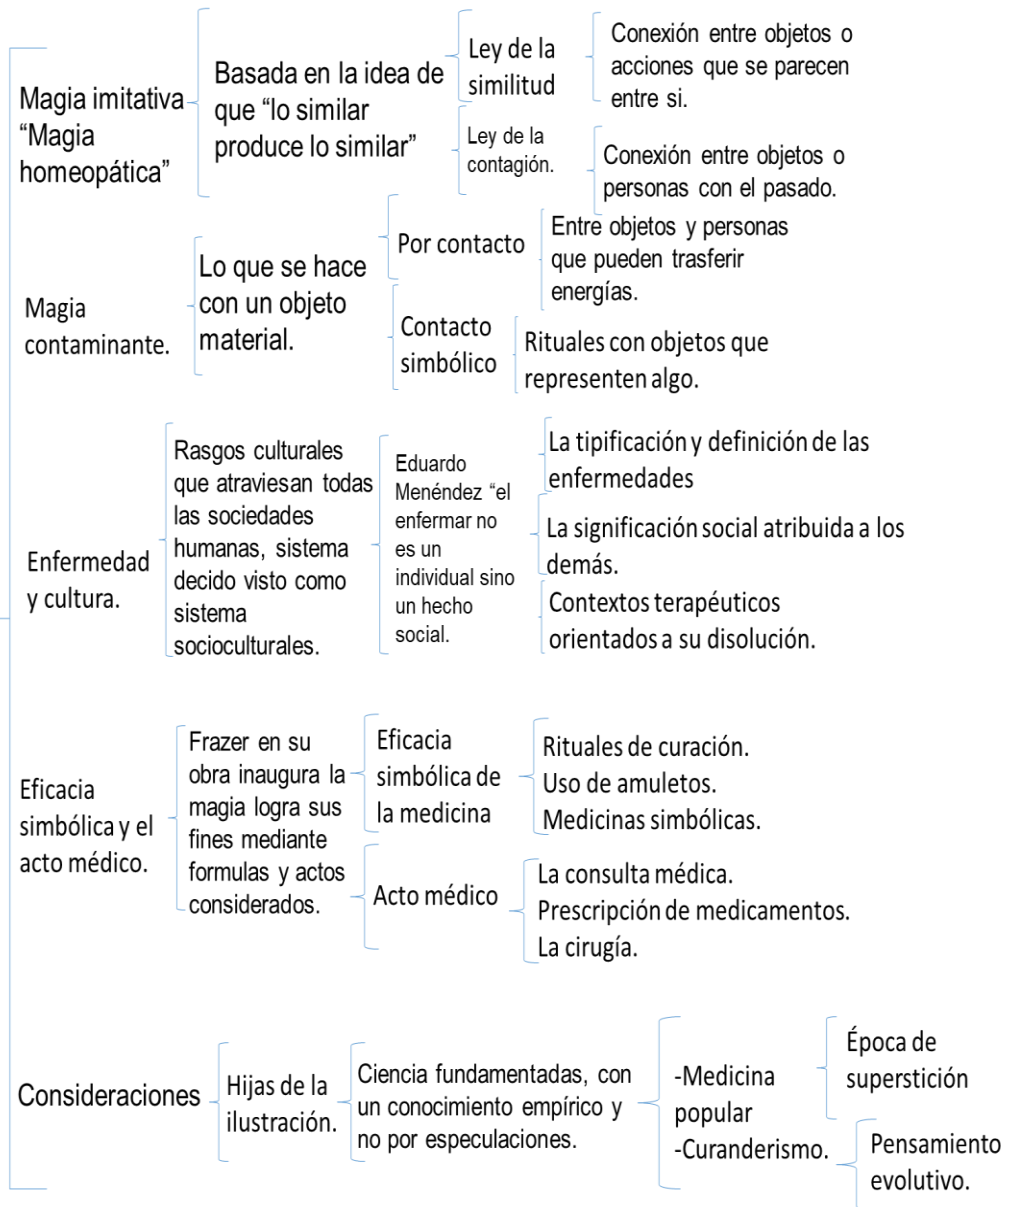 Magia imitativa
“Magia
homeopática”
Basada en la idea de
que “lo similar
produce lo similar”
Ley de la
similitud
Conexión entre objetos o
acciones que se parecen
entre si.
Ley de la
contagión.
Conexión entre objetos o
personas con el pasado.
Magia
contaminante.
Lo que se hace
con un objeto
material.
Por contacto
Entre objetos y personas
que pueden trasferir
energías.
Contacto
simbólico
Rituales con objetos que
representen algo.
Enfermedad
y cultura.
Rasgos culturales
que atraviesan todas
las sociedades
humanas, sistema
decido visto como
sistema
socioculturales.
Eduardo
Menéndez “el
enfermar no
es un
individual sino
un hecho
social.
La tipificación y definición de las
enfermedades
La significación social atribuida a los
demás.
Contextos terapéuticos
orientados a su disolución.
Eficacia
simbólica y el
acto médico.
Frazer en su
obra inaugura la
magia logra sus
fines mediante
formulas y actos
considerados.
Eficacia
simbólica de
la medicina
Rituales de curación.
Uso de amuletos.
Medicinas simbólicas.
Acto médico
La consulta médica.
Prescripción de medicamentos.
La cirugía.
Consideraciones
Hijas de la
ilustración.
Ciencia fundamentadas, con
un conocimiento empírico y
no por especulaciones.
-Medicina
popular
-Curanderismo.
Época de
superstición
Pensamiento
evolutivo.